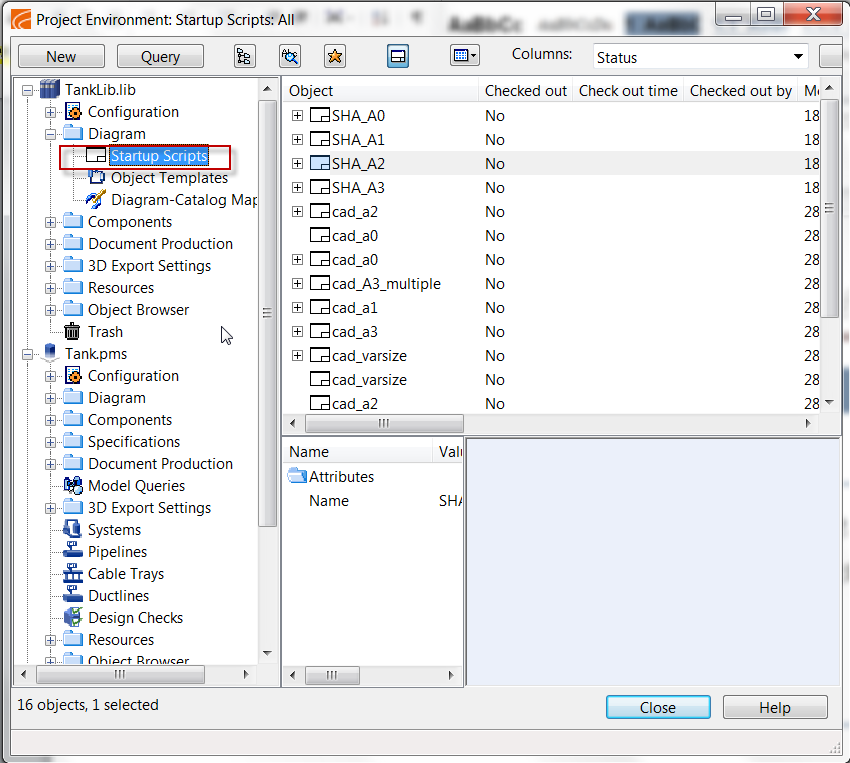 Project Environment: Startup Scripts: All
New Query Columns: Status
TankLib.lib
Configuration
Diagram
Startup Scripts
Object Templates
Diagram-Catalog Map
Components
Document Production
3D Export Settings
Resources
Object Browser
Trash
Tank.pms
Configuration
Diagram
Components
Specifications
Document Production
Model Queries
3D Export Settings
Systems
Pipelines
Cable Trays
Ductlines
Design Checks
Resources
Object Browser
Object Checked out Check out time Checked out by
SHA_A0 No 18
SHA_A1 No 18
SHA_A2 No 18
SHA_A3 No 18
cad_a2 No 28
cad_a0 No 28
cad_a0 No 28
cad_A3_multiple No 28
cad_a1 No 28
cad_a3 No 28
cad_varsize No 28
cad_varsize No 28
cad_a2 No 28
Name
Attributes
Name SHA
16 objects, 1 selected
Close Help